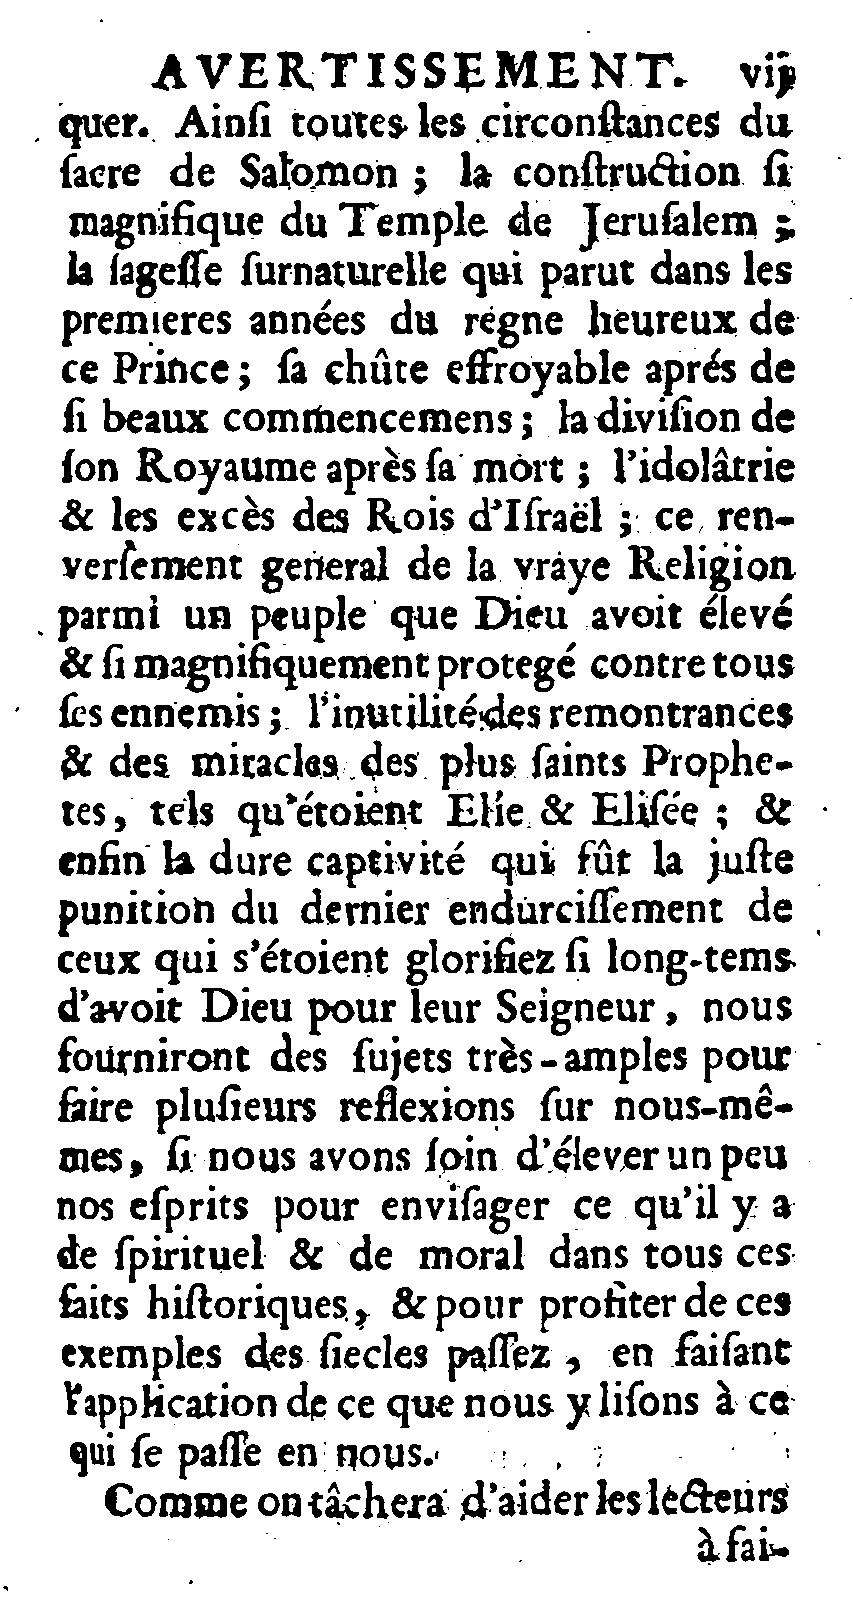 AVERTISSEMENT. vij
quer. Ainſi toutes les circonſtances du
ſacre de Salomon ; la conſtruction ſi
magnifique du Temple de Jeruſalem ;
la ſageſſe ſurnaturelle qui parut dans les
premieres années du régne heureux de
ce Prince ; ſa chûte effroyable aprés de
ſi beaux commencemens ; la diviſion de
ſon Royaume après ſa mort ; l'idolâtrie
& les excès des Rois d'Iſraël ; ce ren-
verſement general de la vraye Religion
parmi un peuple que Dieu avoit élevé
& ſi magnifiquement protegé contre tous
ſes ennemis ; l'inutilité des remontrances
& des miracles des plus ſaints Prophe-
tes, tels qu'étoient Elie & Eliſée ; &
enfin la dure captivité qui fût la juſte
punition du dernier endurciſſement de
ceux qui s'étoient glorifiez ſi long-tems
d'avoit Dieu pour leur Seigneur, nous
fourniront des ſujets très-amples pour
faire pluſieurs reflexions ſur nous-mê-
mes, ſi nous avons ſoin d'élever un peu
nos eſprits pour enviſager ce qu'il y a
de ſpirituel & de moral dans tous ces
faits hiſtoriques, & pour profiter de ces
exemples des ſiecles paſſez, en faiſant
l'application de ce que nous y liſons à ce
qui ſe paſſe en nous.
Comme on tâchera d'aider les lecteurs
à fai-